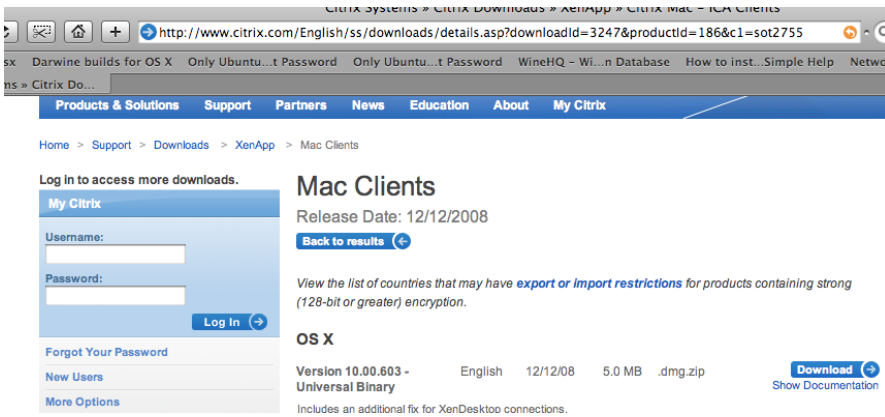 Citrix Systems » Citrix Downloads » XenApp » Citrix Mac – ICA Clients
http://www.citrix.com/English/ss/downloads/details.asp?downloadId=3247&productId=186&c1=sot2755
sx Darwine builds for OS X Only Ubuntu...t Password Only Ubuntu...t Password WineHQ – Wi...n Database How to inst...Simple Help Netwo
ms » Citrix Do...
Products & Solutions Support Partners News Education About My Citrix
Home > Support > Downloads > XenApp > Mac Clients
Log in to access more downloads.
My Citrix
Username:
Password:
Log In
Forgot Your Password
New Users
More Options
Mac Clients
Release Date: 12/12/2008
Back to results
View the list of countries that may have export or import restrictions for products containing strong
(128-bit or greater) encryption.
OS X
Version 10.00.603 - English 12/12/08 5.0 MB .dmg.zip Download
Universal Binary Show Documentation
Includes an additional fix for XenDesktop connections.